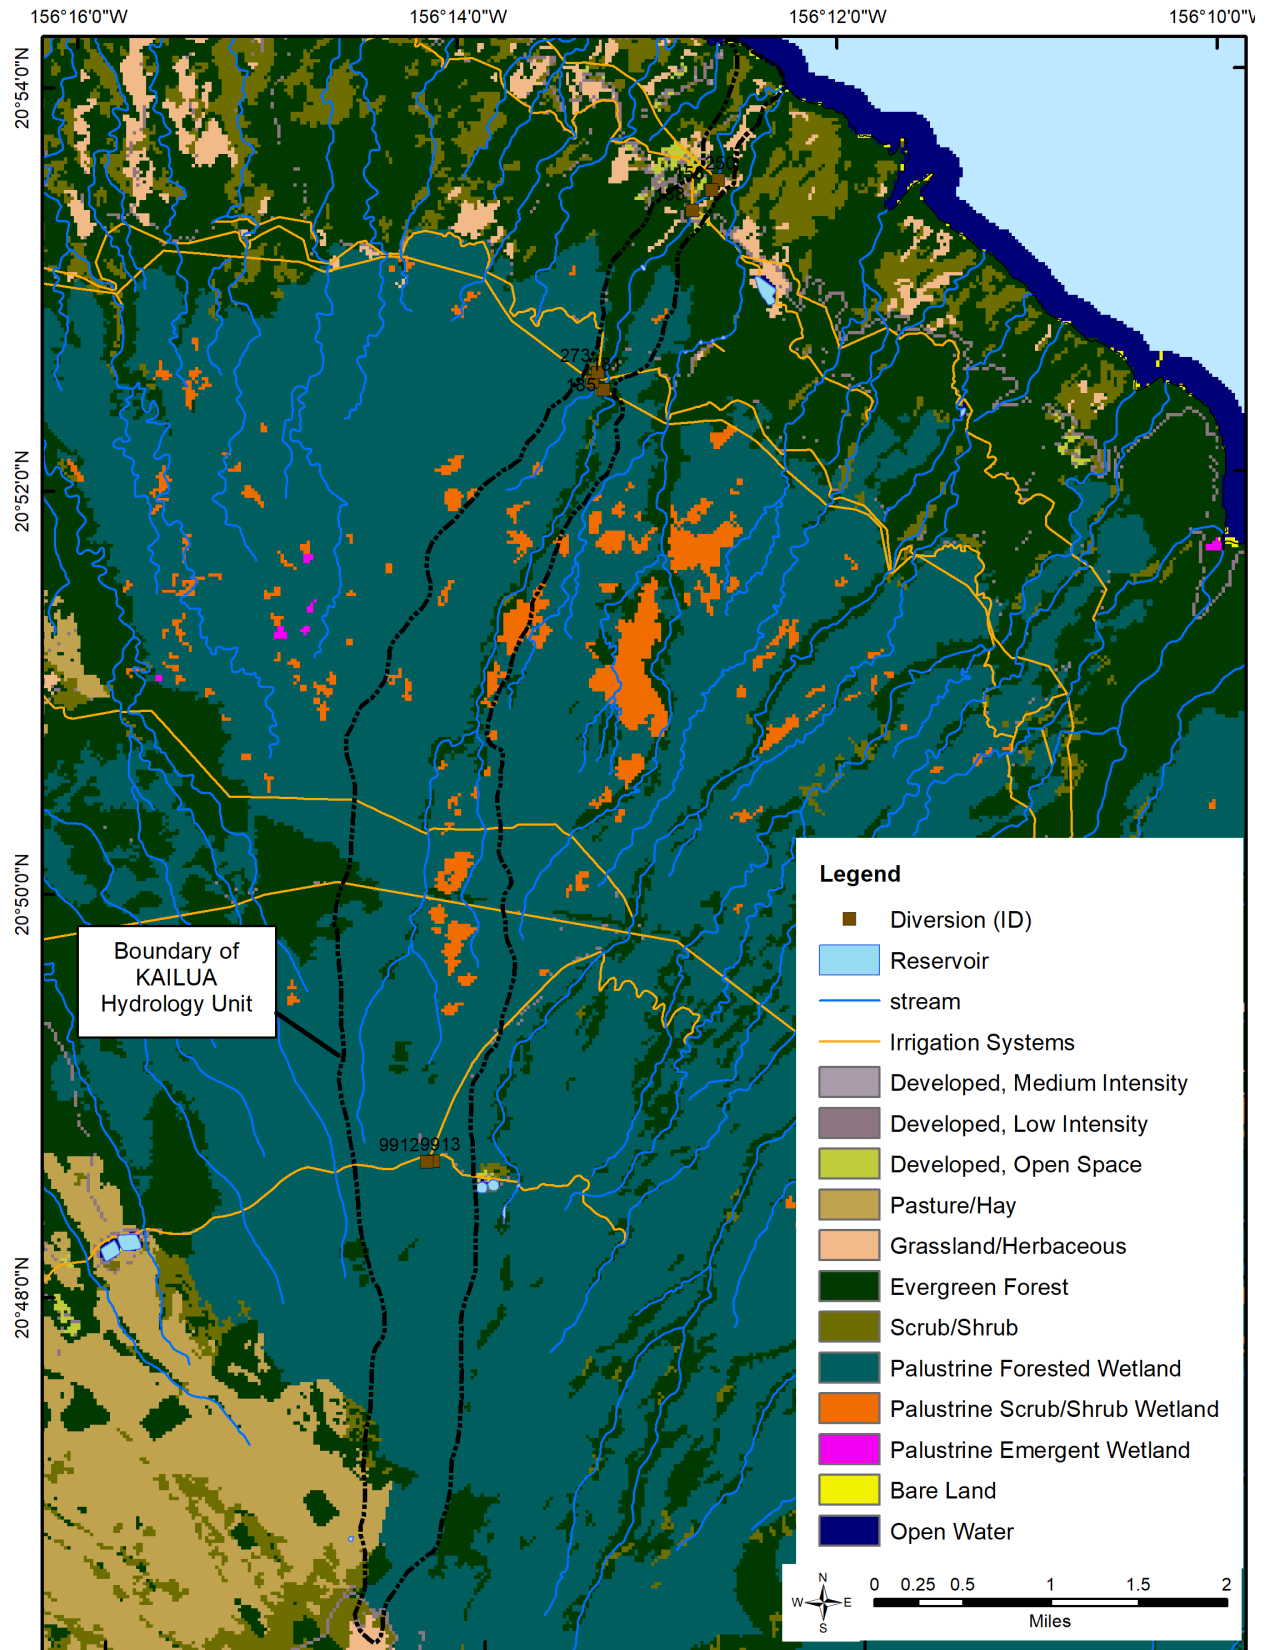 156°16'0"W
156°14'0"W
156°12'0"W
156°10'0"W
20°54'0"N
20°52'0"N
20°50'0"N
20°48'0"N
273
185
99129913
Boundary of
KAILUA
Hydrology Unit
Legend
Diversion (ID)
Reservoir
stream
Irrigation Systems
Developed, Medium Intensity
Developed, Low Intensity
Developed, Open Space
Pasture/Hay
Grassland/Herbaceous
Evergreen Forest
Scrub/Shrub
Palustrine Forested Wetland
Palustrine Scrub/Shrub Wetland
Palustrine Emergent Wetland
Bare Land
Open Water
N
W E
S
0 0.25 0.5 1 1.5 2
Miles